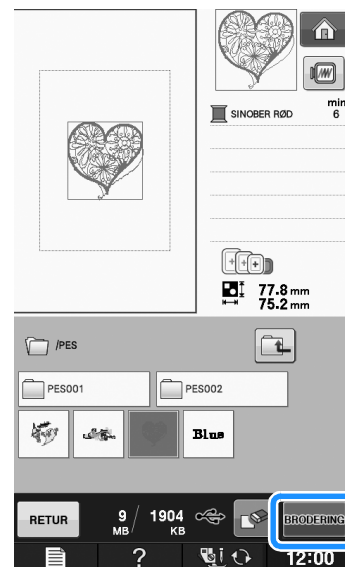 SINOBER RØD
min
6
77.8 mm
75.2 mm
/PES
PES001
PES002
Blue
RETUR
9 MB / 1904 KB
BRODERING
?
12:00